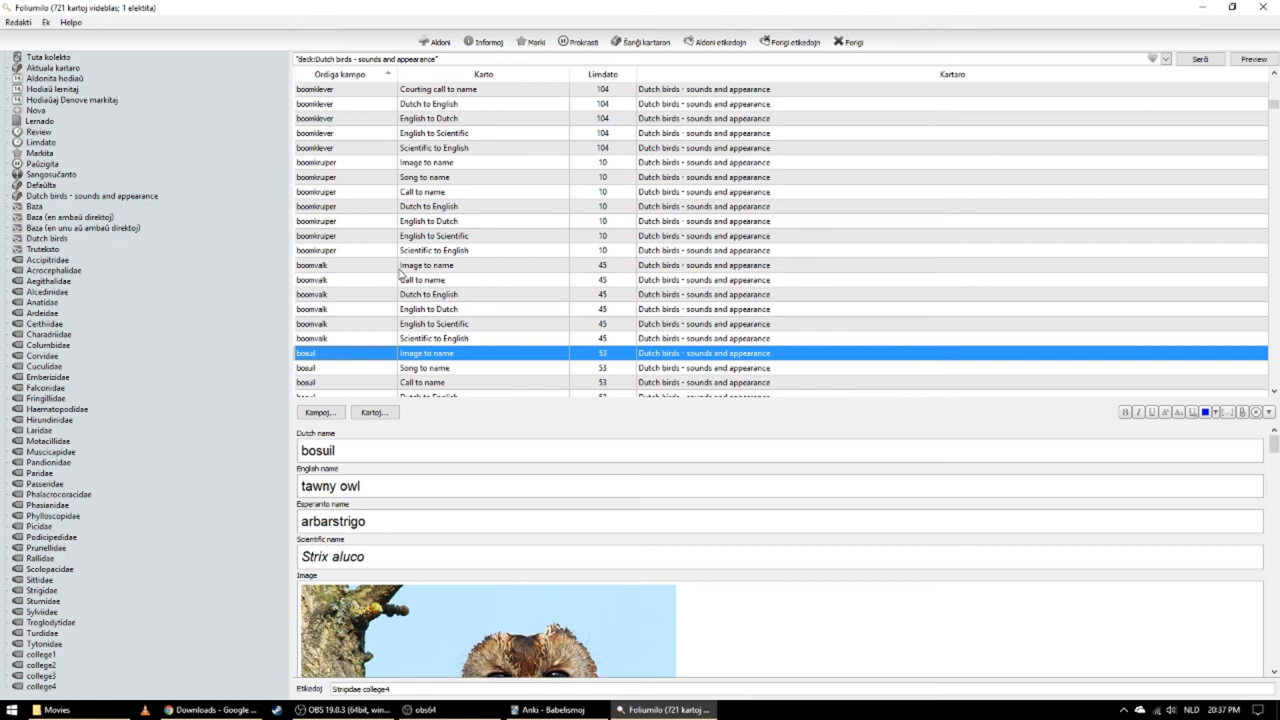 Foliumilo (721 kartoj videblas; 1 elektita)
Redakti Ek Helpo
Aldoni Informoj Marki Prokrasti Ŝanĝi kartaron Aldoni etikedojn Forigi etikedojn Forigi
Tuta kolekto
Aktuala kartaro
Aldonita hodiaŭ
Hodiaŭ lernitaj
Hodiaŭaj Denove markitaj
Nova
Lernado
Review
Limdato
Markita
Paŭzigita
Sangosuĉanto
Defaŭlta
Dutch birds - sounds and appearance
Baza
Baza (en ambaŭ direktoj)
Baza (en unu aŭ ambaŭ direktoj)
Dutch birds
Truteksto
Accipitridae
Acrocephalidae
Aegithalidae
Alcedinidae
Anatidae
Ardeidae
Certhiidae
Charadriidae
Columbidae
Corvidae
Cuculidae
Emberizidae
Falconidae
Fringillidae
Haematopodidae
Hirundinidae
Laridae
Motacillidae
Muscicapidae
Pandionidae
Paridae
Passeridae
Phalacrocoracidae
Phasianidae
Phylloscopidae
Picidae
Podicipedidae
Prunellidae
Rallidae
Scolopacidae
Sittidae
Strigidae
Sturnidae
Sylviidae
Troglodytidae
Turdidae
Tytonidae
college1
college2
college3
college4
"deck:Dutch birds - sounds and appearance" Serĉ Preview
Ordiga kampo Karto Limdato Kartaro
boomklever Courting call to name 104 Dutch birds - sounds and appearance
boomklever Dutch to English 104 Dutch birds - sounds and appearance
boomklever English to Dutch 104 Dutch birds - sounds and appearance
boomklever English to Scientific 104 Dutch birds - sounds and appearance
boomklever Scientific to English 104 Dutch birds - sounds and appearance
boomkruiper Image to name 10 Dutch birds - sounds and appearance
boomkruiper Song to name 10 Dutch birds - sounds and appearance
boomkruiper Call to name 10 Dutch birds - sounds and appearance
boomkruiper Dutch to English 10 Dutch birds - sounds and appearance
boomkruiper English to Dutch 10 Dutch birds - sounds and appearance
boomkruiper English to Scientific 10 Dutch birds - sounds and appearance
boomkruiper Scientific to English 10 Dutch birds - sounds and appearance
boomvalk Image to name 45 Dutch birds - sounds and appearance
boomvalk Call to name 45 Dutch birds - sounds and appearance
boomvalk Dutch to English 45 Dutch birds - sounds and appearance
boomvalk English to Dutch 45 Dutch birds - sounds and appearance
boomvalk English to Scientific 45 Dutch birds - sounds and appearance
boomvalk Scientific to English 45 Dutch birds - sounds and appearance
bosuil Image to name 53 Dutch birds - sounds and appearance
bosuil Song to name 53 Dutch birds - sounds and appearance
bosuil Call to name 53 Dutch birds - sounds and appearance
Kampoj... Kartoj...
Dutch name
bosuil
English name
tawny owl
Esperanto name
arbarstrigo
Scientific name
Strix aluco
Image
Etikedoj Strigidae college4
Movies Downloads - Google ... OBS 19.0.3 (64bit, win... obs64 Anki - Babelismoj Foliumilo (721 kartoj ... NLD 20:37 PM